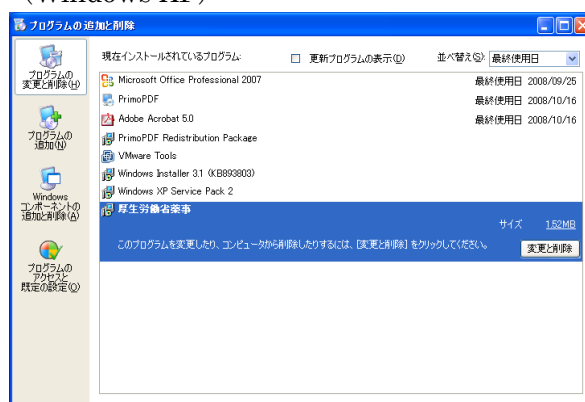 (Windows XP)
プログラムの追加と削除
プログラムの
変更と削除(H)
プログラムの
追加(N)
Windows
コンポーネントの
追加と削除(A)
プログラムの
アクセスと
既定の設定(O)
現在インストールされているプログラム:
更新プログラムの表示(D)
並べ替え(S):
最終使用日
Microsoft Office Professional 2007
最終使用日 2008/09/25
PrimoPDF
最終使用日 2008/10/16
Adobe Acrobat 5.0
最終使用日 2008/10/16
PrimoPDF Redistribution Package
VMware Tools
Windows Installer 3.1 (KB893803)
Windows XP Service Pack 2
厚生労働省薬事
サイズ 1.52MB
このプログラムを変更したり、コンピュータから削除したりするには、[変更と削除] をクリックしてください。
変更と削除